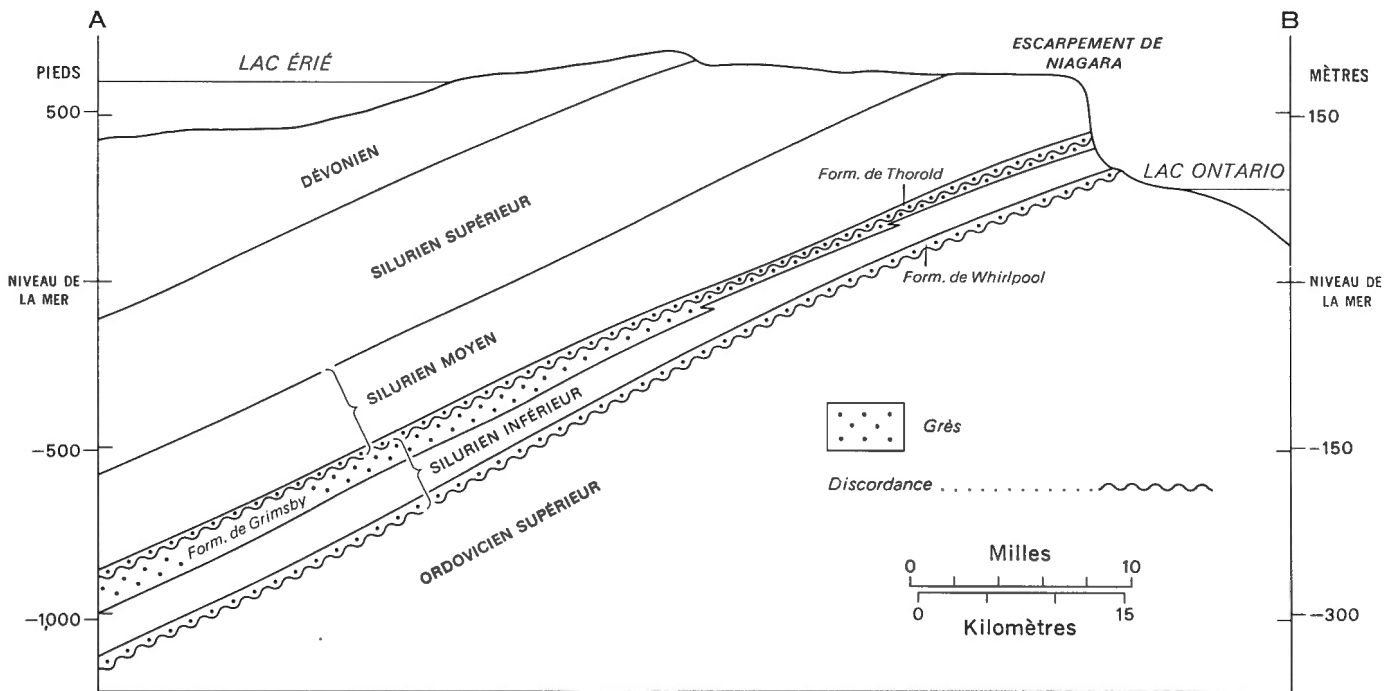 A
B
LAC ÉRIÉ
ESCARPEMENT DE
NIAGARA
PIEDS
MÈTRES
500
150
DÉVONIEN
Form. de Thorold
LAC ONTARIO
SILURIEN SUPÉRIEUR
NIVEAU DE
LA MER
Form. de Whirlpool
NIVEAU DE
LA MER
SILURIEN MOYEN
Grès
-500
SILURIEN INFÉRIEUR
-150
Discordance
Form. de Grimsby
ORDOVICIEN SUPÉRIEUR
Milles
0 10
-1,000
0 15
-300
Kilomètres